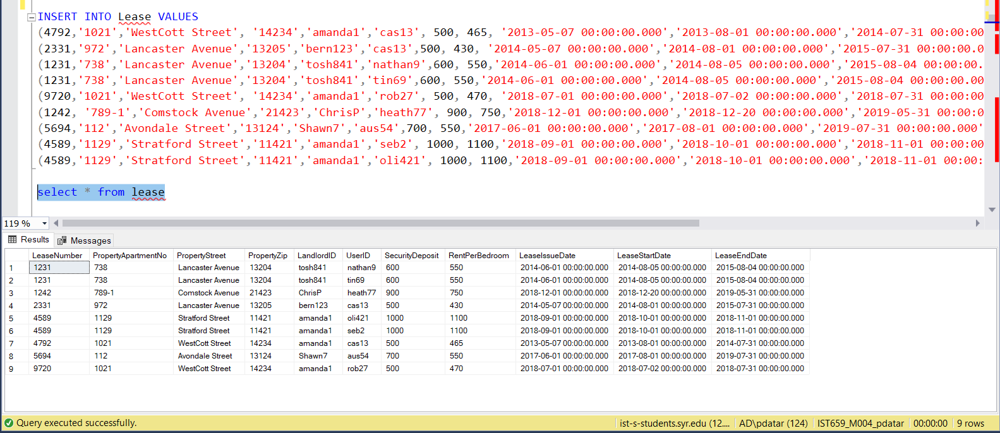 INSERT INTO Lease VALUES
(4792,'1021','WestCott Street', '14234','amanda1','cas13', 500, 465, '2013-05-07 00:00:00.000','2013-08-01 00:00:00.000','2014-07-31 00:00:00
(2331,'972','Lancaster Avenue','13205','bern123','cas13',500, 430, '2014-05-07 00:00:00.000','2014-08-01 00:00:00.000','2015-07-31 00:00:00.0
(1231,'738','Lancaster Avenue','13204','tosh841','nathan9',600, 550,'2014-06-01 00:00:00.000','2014-08-05 00:00:00.000','2015-08-04 00:00:00.
(1231,'738','Lancaster Avenue','13204','tosh841','tin69',600, 550,'2014-06-01 00:00:00.000','2014-08-05 00:00:00.000','2015-08-04 00:00:00.00
(9720,'1021','WestCott Street', '14234','amanda1','rob27', 500, 470, '2018-07-01 00:00:00.000','2018-07-02 00:00:00.000','2018-07-31 00:00:00
(1242, '789-1','Comstock Avenue','21423','ChrisP','heath77', 900, 750,'2018-12-01 00:00:00.000','2018-12-20 00:00:00.000','2019-05-31 00:00:0
(5694,'112','Avondale Street','13124','Shawn7','aus54',700, 550,'2017-06-01 00:00:00.000','2017-08-01 00:00:00.000','2019-07-31 00:00:00.000'
(4589,'1129','Stratford Street','11421','amanda1','seb2', 1000, 1100,'2018-09-01 00:00:00.000','2018-10-01 00:00:00.000','2018-11-01 00:00:00
(4589,'1129','Stratford Street','11421','amanda1','oli421', 1000, 1100,'2018-09-01 00:00:00.000','2018-10-01 00:00:00.000','2018-11-01 00:00:
select * from lease
119 %
Results Messages
LeaseNumber PropertyApartmentNo PropertyStreet PropertyZip LandlordID UserID SecurityDeposit RentPerBedroom LeaseIssueDate LeaseStartDate LeaseEndDate
1 1231 738 Lancaster Avenue 13204 tosh841 nathan9 600 550 2014-06-01 00:00:00.000 2014-08-05 00:00:00.000 2015-08-04 00:00:00.000
2 1231 738 Lancaster Avenue 13204 tosh841 tin69 600 550 2014-06-01 00:00:00.000 2014-08-05 00:00:00.000 2015-08-04 00:00:00.000
3 1242 789-1 Comstock Avenue 21423 ChrisP heath77 900 750 2018-12-01 00:00:00.000 2018-12-20 00:00:00.000 2019-05-31 00:00:00.000
4 2331 972 Lancaster Avenue 13205 bern123 cas13 500 430 2014-05-07 00:00:00.000 2014-08-01 00:00:00.000 2015-07-31 00:00:00.000
5 4589 1129 Stratford Street 11421 amanda1 oli421 1000 1100 2018-09-01 00:00:00.000 2018-10-01 00:00:00.000 2018-11-01 00:00:00.000
6 4589 1129 Stratford Street 11421 amanda1 seb2 1000 1100 2018-09-01 00:00:00.000 2018-10-01 00:00:00.000 2018-11-01 00:00:00.000
7 4792 1021 WestCott Street 14234 amanda1 cas13 500 465 2013-05-07 00:00:00.000 2013-08-01 00:00:00.000 2014-07-31 00:00:00.000
8 5694 112 Avondale Street 13124 Shawn7 aus54 700 550 2017-06-01 00:00:00.000 2017-08-01 00:00:00.000 2019-07-31 00:00:00.000
9 9720 1021 WestCott Street 14234 amanda1 rob27 500 470 2018-07-01 00:00:00.000 2018-07-02 00:00:00.000 2018-07-31 00:00:00.000
Query executed successfully. ist-s-students.syr.edu (12.... AD\pdatar (124) IST659_M004_pdatar 00:00:00 9 rows